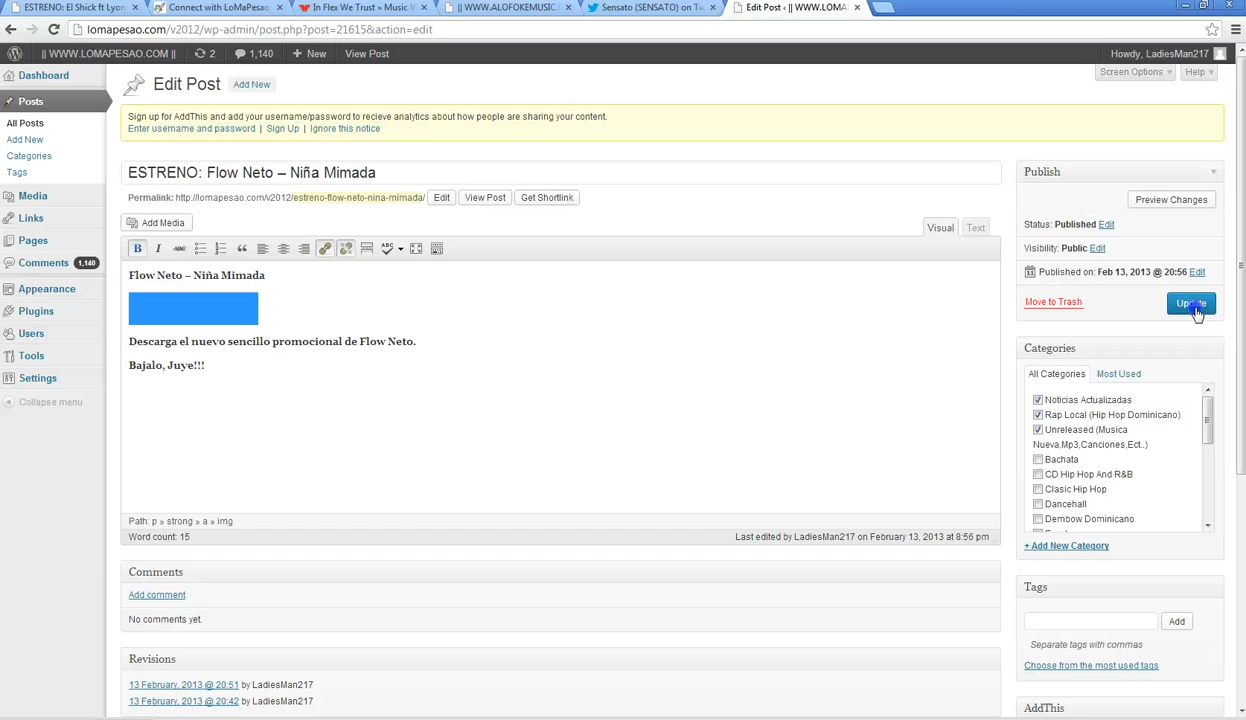 ESTRENO: El Shick ft Lyon
Connect with LoMaPesao
In Flex We Trust » Music V
|| WWW.ALOFOKEMUSIC.
Sensato (SENSATO) on Tw
Edit Post ‹ || WWW.LOMA
lomapesao.com/v2012/wp-admin/post.php?post=21615&action=edit
|| WWW.LOMAPESAO.COM || 2 1,140 + New View Post Howdy, LadiesMan217
Dashboard
Posts
All Posts
Add New
Categories
Tags
Media
Links
Pages
Comments 1,140
Appearance
Plugins
Users
Tools
Settings
Collapse menu
Screen Options Help
Edit Post Add New
Sign up for AddThis and add your username/password to recieve analytics about how people are sharing your content.
Enter username and password | Sign Up | Ignore this notice
ESTRENO: Flow Neto – Niña Mimada
Permalink: http://lomapesao.com/v2012/estreno-flow-neto-nina-mimada/ Edit View Post Get Shortlink
Add Media
Visual Text
B I ABC ABC
Flow Neto – Niña Mimada
Descarga el nuevo sencillo promocional de Flow Neto.
Bajalo, Juye!!!
Path: p » strong » a » img
Word count: 15 Last edited by LadiesMan217 on February 13, 2013 at 8:56 pm
Comments
Add comment
No comments yet.
Revisions
13 February, 2013 @ 20:51 by LadiesMan217
13 February, 2013 @ 20:42 by LadiesMan217
Publish
Preview Changes
Status: Published Edit
Visibility: Public Edit
Published on: Feb 13, 2013 @ 20:56 Edit
Move to Trash Update
Categories
All Categories Most Used
Noticias Actualizadas
Rap Local (Hip Hop Dominicano)
Unreleased (Musica
Nueva,Mp3,Canciones,Ect..)
Bachata
CD Hip Hop And R&B
Clasic Hip Hop
Dancehall
Dembow Dominicano
+ Add New Category
Tags
Add
Separate tags with commas
Choose from the most used tags
AddThis